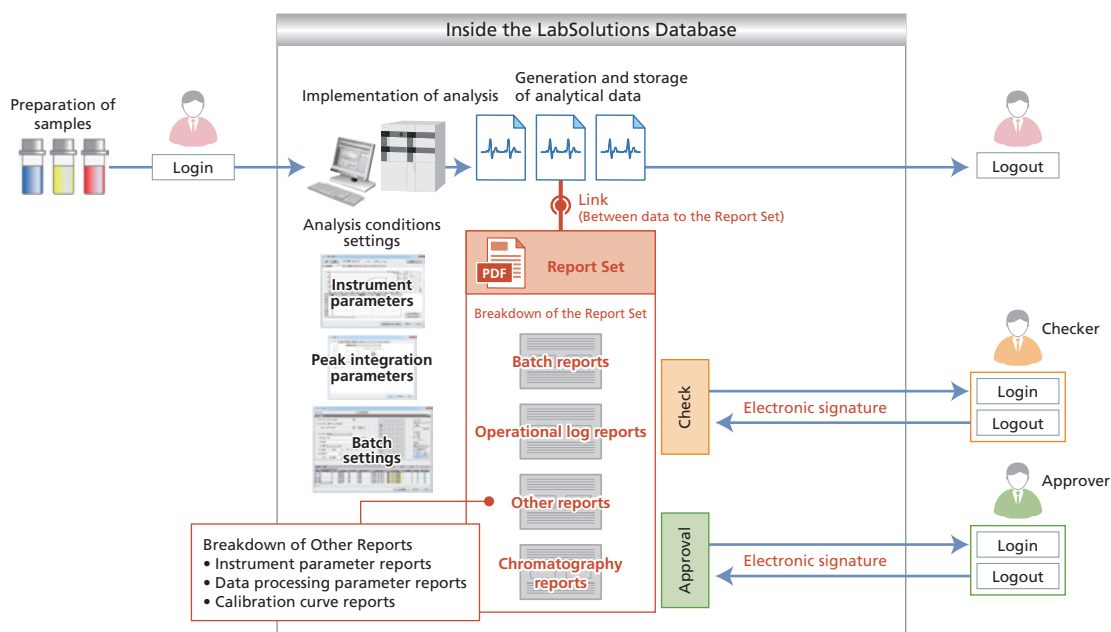 Inside the LabSolutions Database
Preparation of
samples
Login
Implementation of analysis
Generation and storage
of analytical data
Logout
Link
(Between data to the Report Set)
Analysis conditions
settings
Instrument
parameters
Peak integration
parameters
Batch
settings
PDF
Report Set
Breakdown of the Report Set
Batch reports
Operational log reports
Other reports
Chromatography
reports
Check
Electronic signature
Checker
Login
Logout
Approval
Electronic signature
Approver
Login
Logout
Breakdown of Other Reports
• Instrument parameter reports
• Data processing parameter reports
• Calibration curve reports